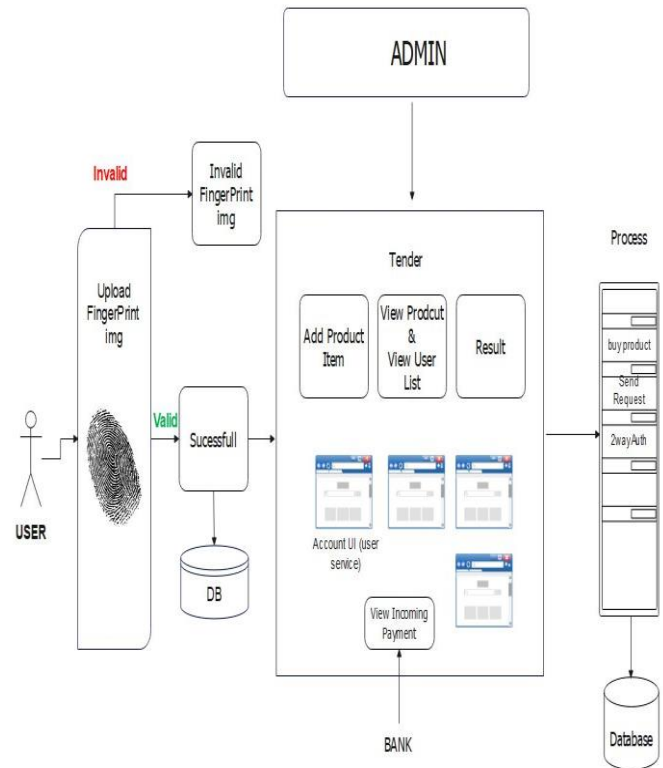 ADMIN
Invalid
Invalid
FingerPrint
img
Upload
FingerPrint
img
Valid
Sucessfull
DB
USER
Tender
Add Product
Item
View Prodcut
&
View User
List
Result
Account UI (user
service)
View Incoming
Payment
BANK
Process
buy product
Send
Request
2wayAuth
Database